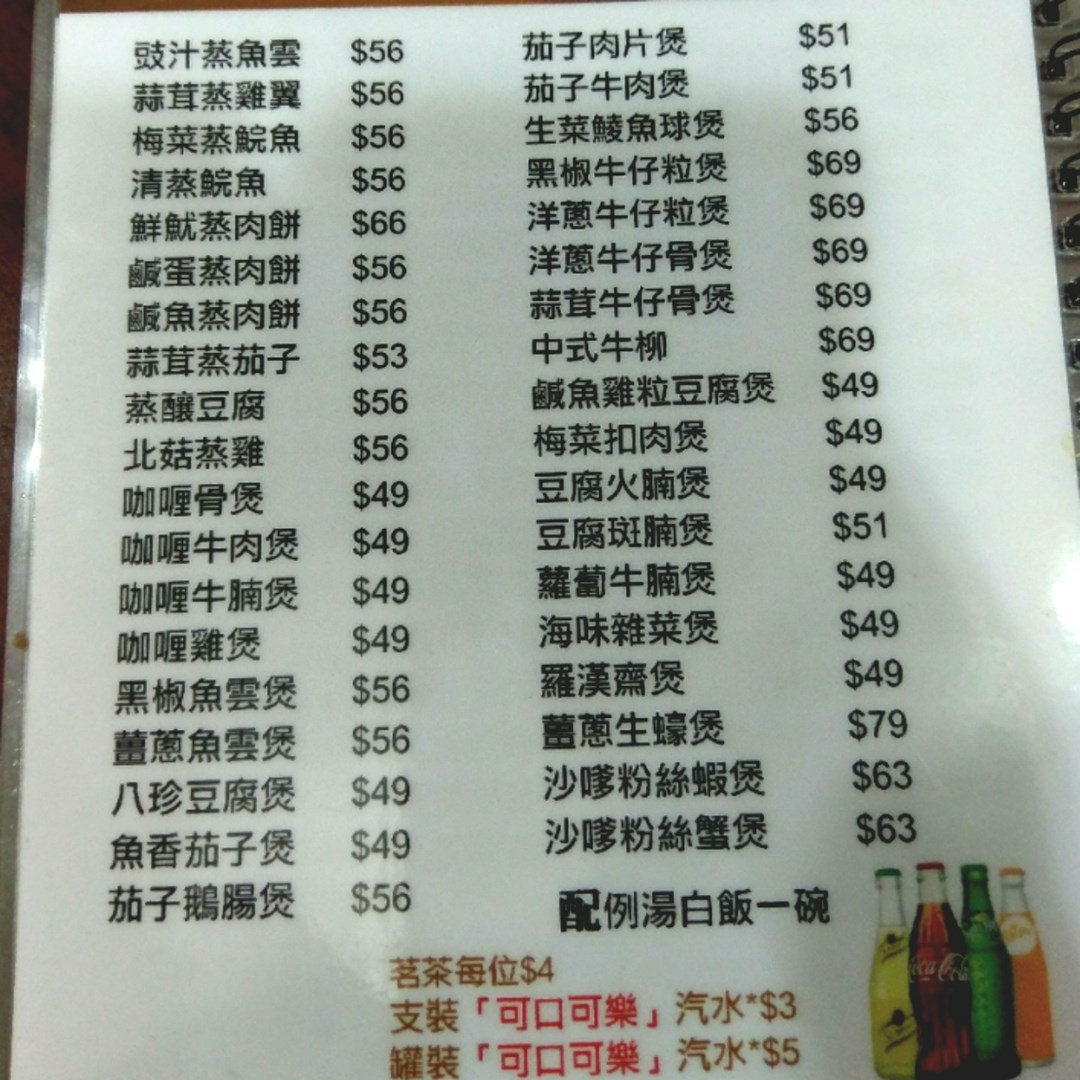 豉汁蒸魚雲 $56
蒜茸蒸雞翼 $56
梅菜蒸鯇魚 $56
清蒸鯇魚 $56
鮮魷蒸肉餅 $66
鹹蛋蒸肉餅 $56
鹹魚蒸肉餅 $56
蒜茸蒸茄子 $53
蒸釀豆腐 $56
北菇蒸雞 $56
咖喱骨煲 $49
咖喱牛肉煲 $49
咖喱牛腩煲 $49
咖喱雞煲 $49
黑椒魚雲煲 $56
薑蔥魚雲煲 $56
八珍豆腐煲 $49
魚香茄子煲 $49
茄子鵝腸煲 $56
茄子肉片煲 $51
茄子牛肉煲 $51
生菜鯪魚球煲 $56
黑椒牛仔粒煲 $69
洋蔥牛仔粒煲 $69
洋蔥牛仔骨煲 $69
蒜茸牛仔骨煲 $69
中式牛柳 $69
鹹魚雞粒豆腐煲 $49
梅菜扣肉煲 $49
豆腐火腩煲 $49
豆腐斑腩煲 $51
蘿蔔牛腩煲 $49
海味雜菜煲 $49
羅漢齋煲 $49
薑蔥生蠔煲 $79
沙嗲粉絲蝦煲 $63
沙嗲粉絲蟹煲 $63
配例湯白飯一碗
茗茶每位$4
支裝「可口可樂」汽水*$3
罐裝「可口可樂」汽水*$5
Coca-Cola